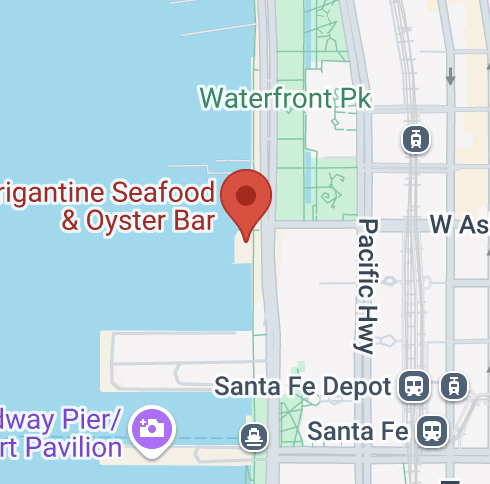 Waterfront Pk
rigantine Seafood
& Oyster Bar
W As
Pacific Hwy
Santa Fe Depot
dway Pier/
rt Pavilion
Santa Fe